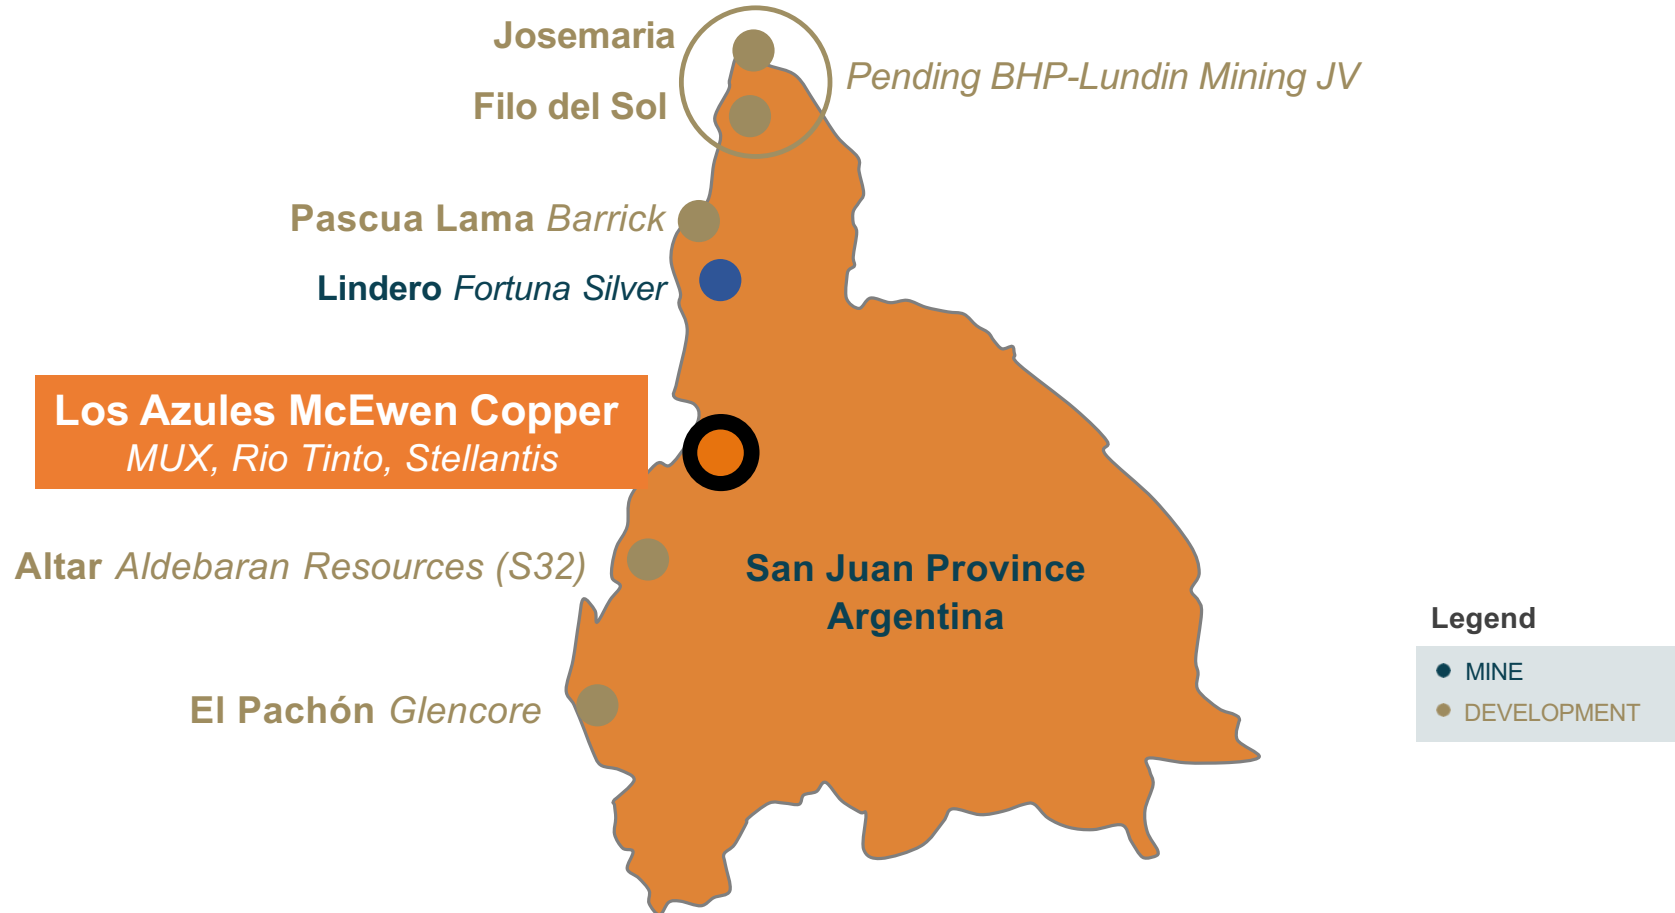 Josemaria
Pending BHP-Lundin Mining JV
Filo del Sol
Pascua Lama Barrick
Lindero Fortuna Silver
Los Azules McEwen Copper
MUX, Rio Tinto, Stellantis
Altar Aldebaran Resources (S32)
San Juan Province
Argentina
El Pachón Glencore
Legend
MINE
DEVELOPMENT